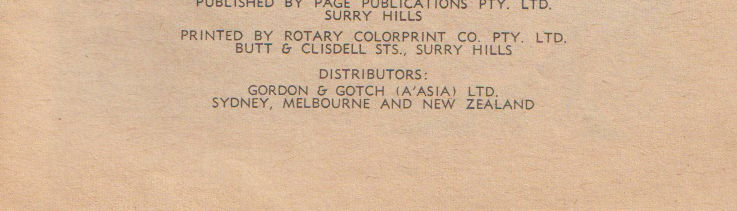 PUBLISHED BY PAGE PUBLICATIONS PTY. LTD.
SURRY HILLS
PRINTED BY ROTARY COLORPRINT CO. PTY. LTD.
BUTT & CLISDELL STS., SURRY HILLS
DISTRIBUTORS:
GORDON & GOTCH (A'ASIA) LTD.
SYDNEY, MELBOURNE AND NEW ZEALAND